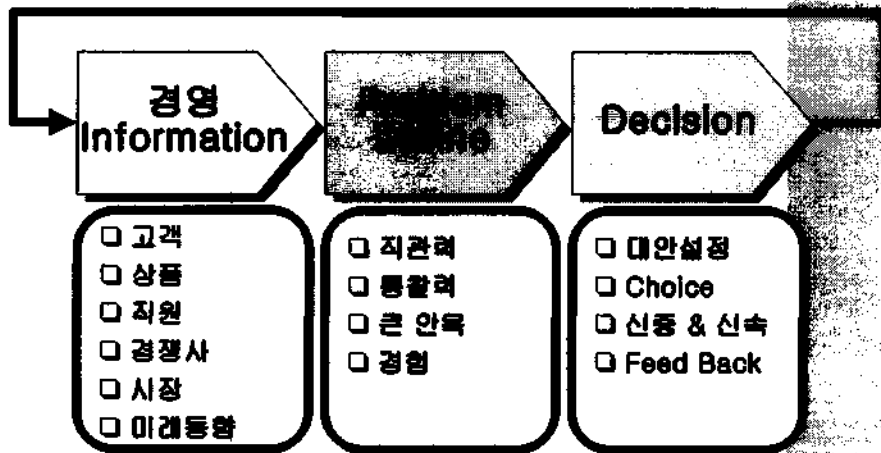 경영
Information
Decision
❑ 고객
❑ 상품
❑ 직원
❑ 경쟁사
❑ 시장
❑ 미래동향
❑ 직관력
❑ 통찰력
❑ 큰 안목
❑ 경험
❑ 대안설정
❑ Choice
❑ 신중 & 신속
❑ Feed Back